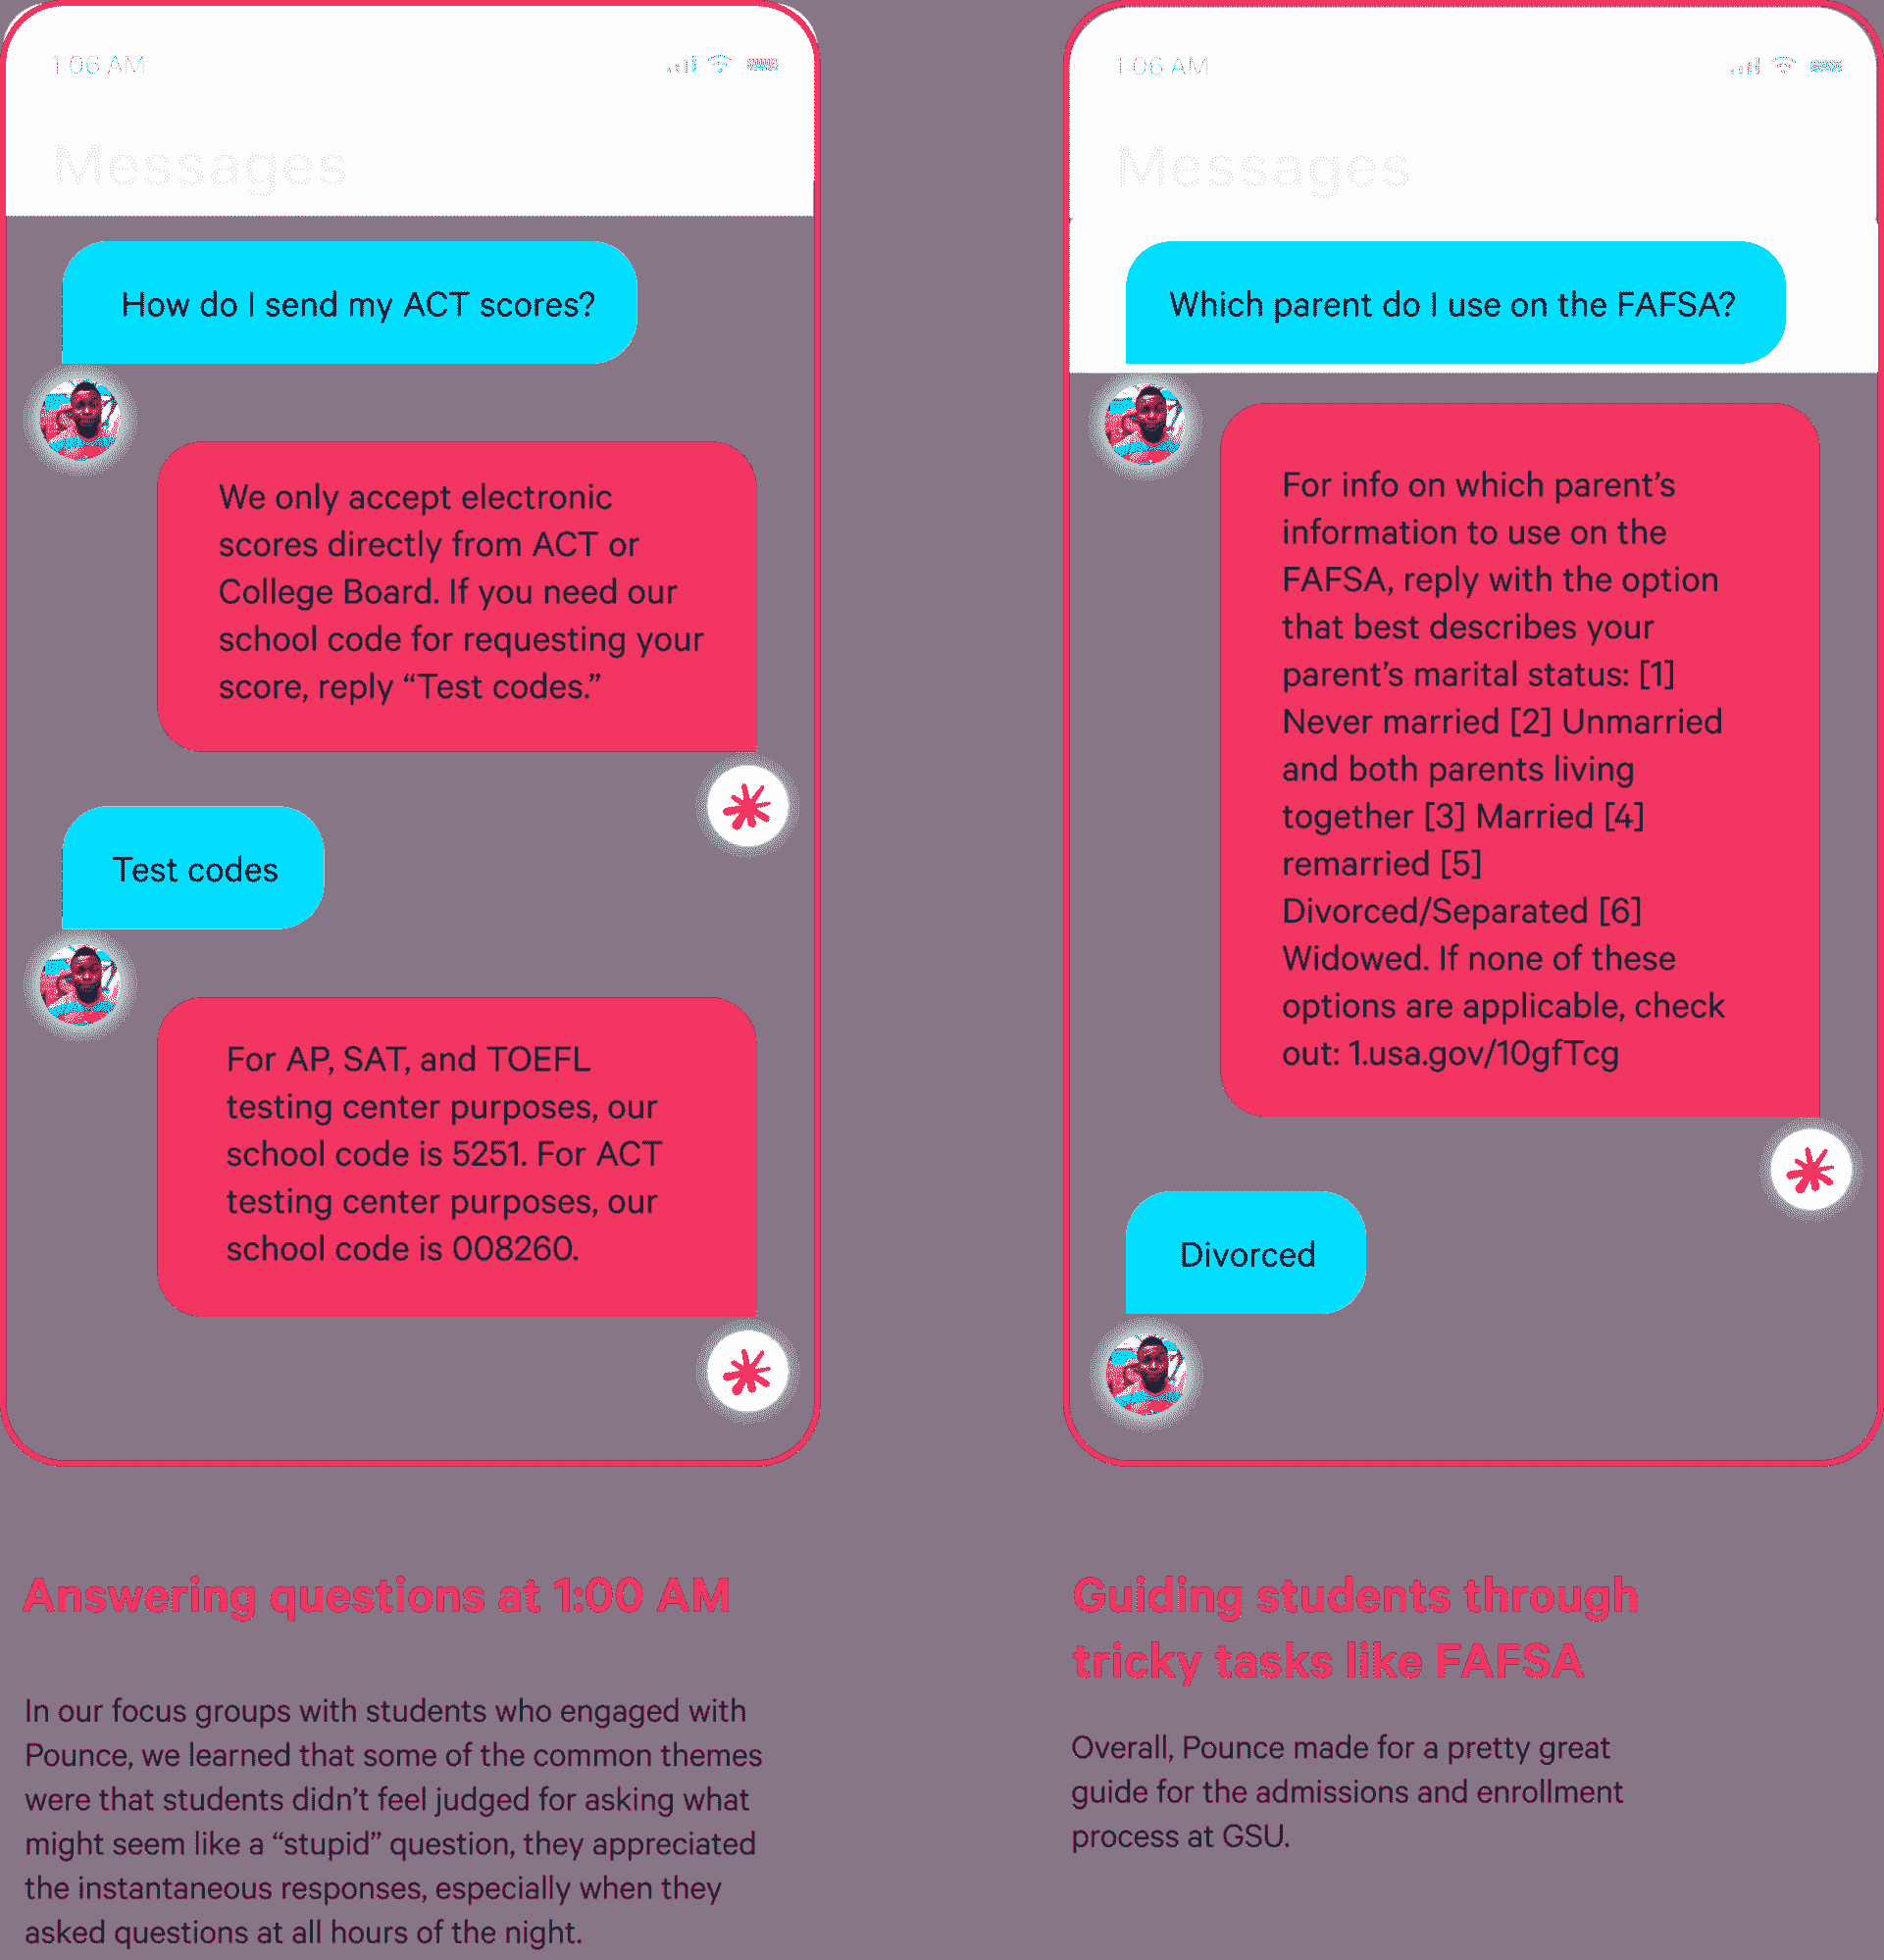 1:06 AM
Messages
How do I send my ACT scores?
We only accept electronic
scores directly from ACT or
College Board. If you need our
school code for requesting your
score, reply “Test codes.”
Test codes
For AP, SAT, and TOEFL
testing center purposes, our
school code is 5251. For ACT
testing center purposes, our
school code is 008260.
Answering questions at 1:00 AM
In our focus groups with students who engaged with
Pounce, we learned that some of the common themes
were that students didn’t feel judged for asking what
might seem like a “stupid” question, they appreciated
the instantaneous responses, especially when they
asked questions at all hours of the night.
1:06 AM
Messages
Which parent do I use on the FAFSA?
For info on which parent’s
information to use on the
FAFSA, reply with the option
that best describes your
parent’s marital status: [1]
Never married [2] Unmarried
and both parents living
together [3] Married [4]
remarried [5]
Divorced/Separated [6]
Widowed. If none of these
options are applicable, check
out: 1.usa.gov/10gfTcg
Divorced
Guiding students through
tricky tasks like FAFSA
Overall, Pounce made for a pretty great
guide for the admissions and enrollment
process at GSU.